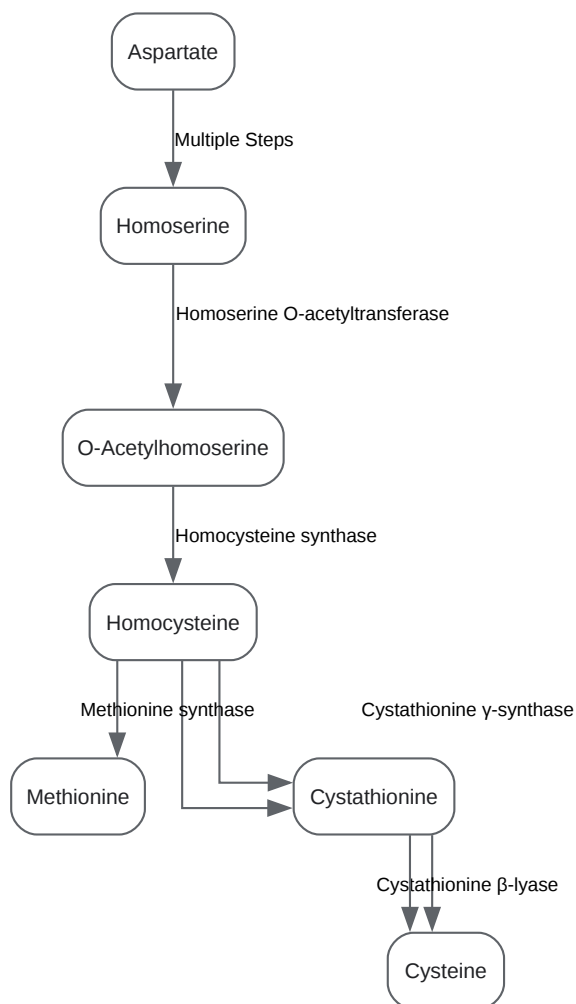 Aspartate
Multiple Steps
Homoserine
Homoserine O-acetyltransferase
O-Acetylhomoserine
Homocysteine synthase
Homocysteine
Methionine synthase
Cystathionine γ-synthase
Methionine
Cystathionine
Cystathionine β-lyase
Cysteine